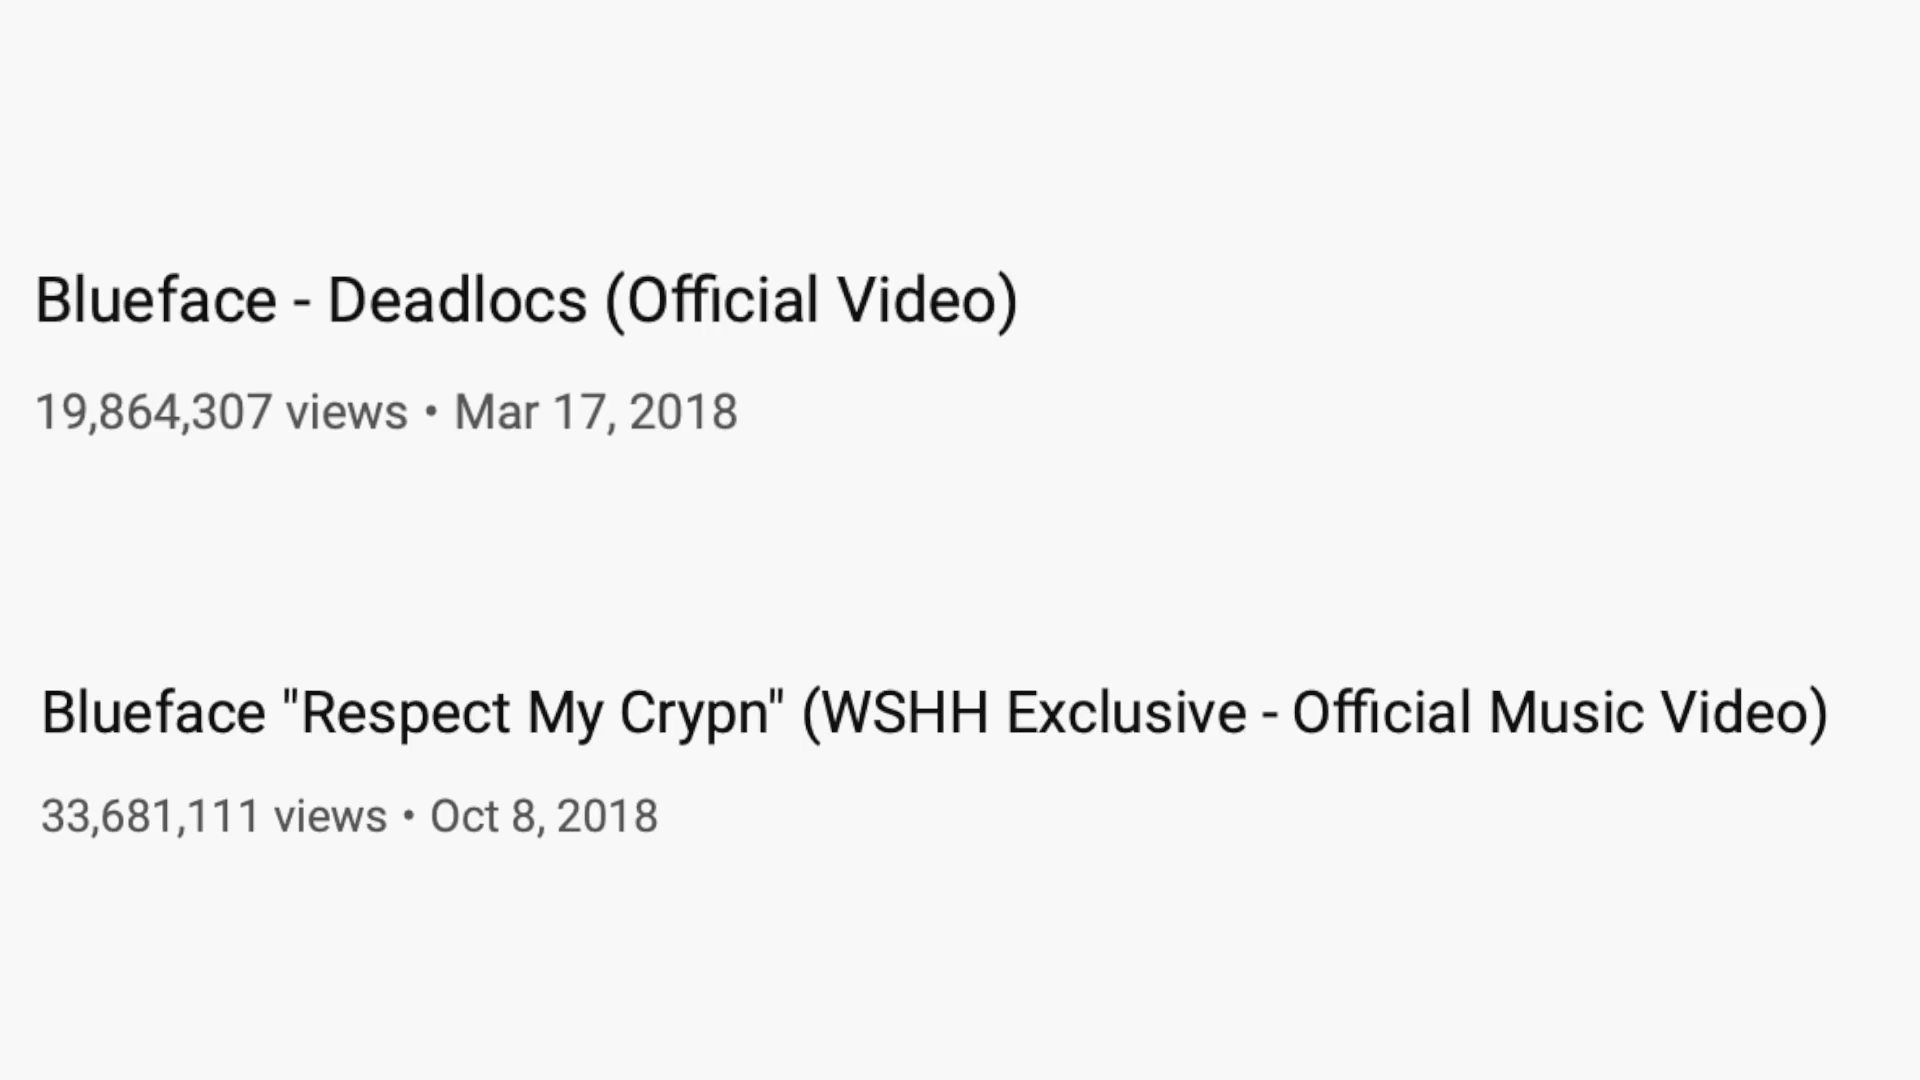 Blueface - Deadlocs (Official Video)
19,864,307 views • Mar 17, 2018
Blueface "Respect My Crypn" (WSHH Exclusive - Official Music Video)
33,681,111 views • Oct 8, 2018